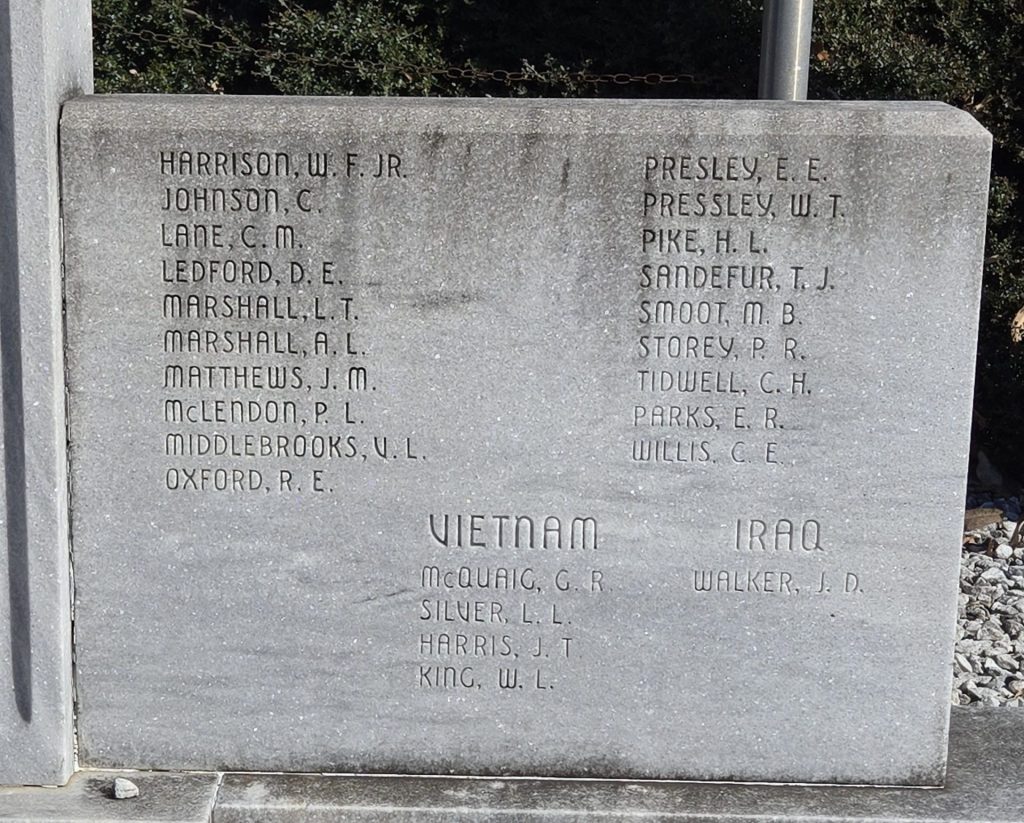 HARRISON, W. F. JR.
JOHNSON, C.
LANE, C. M.
LEDFORD, D. E.
MARSHALL, L. T.
MARSHALL, A. L.
MATTHEWS, J. M.
McLENDON, P. L.
MIDDLEBROOKS, V. L.
OXFORD, R. E.
PRESLEY, E. E.
PRESSLEY, W. T.
PIKE, H. L.
SANDEFUR, T. J.
SMOOT, M. B.
STOREY, P. R.
TIDWELL, C. H.
PARKS, E. R.
WILLIS, C. E.
VIETNAM
McQUAIG, G. R.
SILVER, L. L.
HARRIS, J. T.
KING, W. L.
IRAQ
WALKER, J. D.